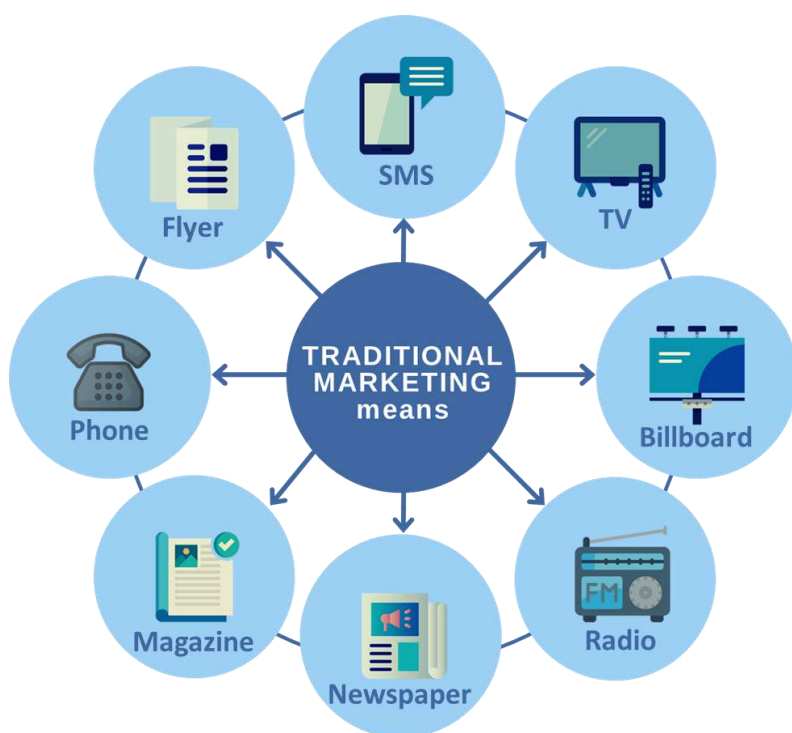 SMS
TV
Billboard
Radio
FM
Newspaper
Magazine
Phone
Flyer
TRADITIONAL
MARKETING
means